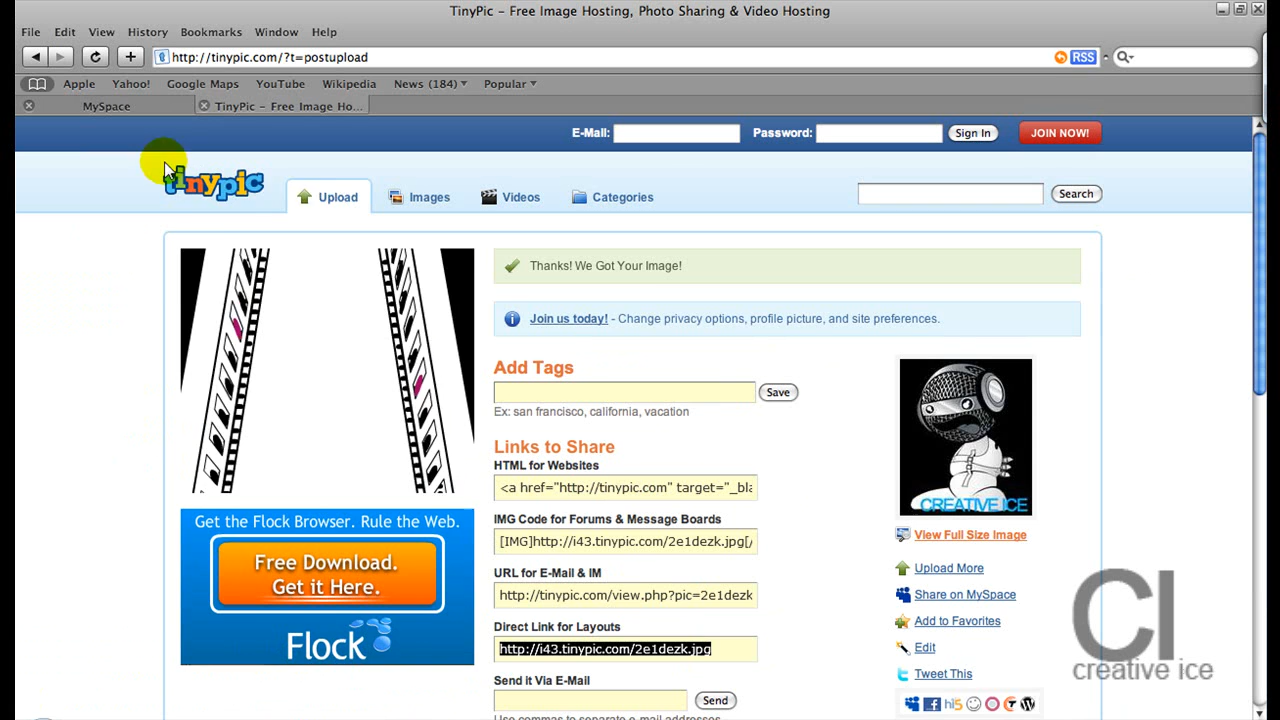 TinyPic - Free Image Hosting, Photo Sharing & Video Hosting
File Edit View History Bookmarks Window Help
http://tinypic.com/?t=postupload
RSS
Apple Yahoo! Google Maps YouTube Wikipedia News (184) Popular
MySpace TinyPic - Free Image Ho...
E-Mail: Password: Sign In JOIN NOW!
tinypic Upload Images Videos Categories Search
Thanks! We Got Your Image!
Join us today! - Change privacy options, profile picture, and site preferences.
Add Tags
Save
Ex: san francisco, california, vacation
Links to Share
HTML for Websites
<a href="http://tinypic.com" target="_bla
IMG Code for Forums & Message Boards
[IMG]http://i43.tinypic.com/2e1dezk.jpg[/
URL for E-Mail & IM
http://tinypic.com/view.php?pic=2e1dezk
Direct Link for Layouts
http://i43.tinypic.com/2e1dezk.jpg
Send it Via E-Mail
Send
Use commas to separate e-mail addresses
Get the Flock Browser. Rule the Web.
Free Download.
Get it Here.
Flock
CREATIVE ICE
View Full Size Image
Upload More
Share on MySpace
Add to Favorites
Edit
Tweet This
hi5
CI
creative ice